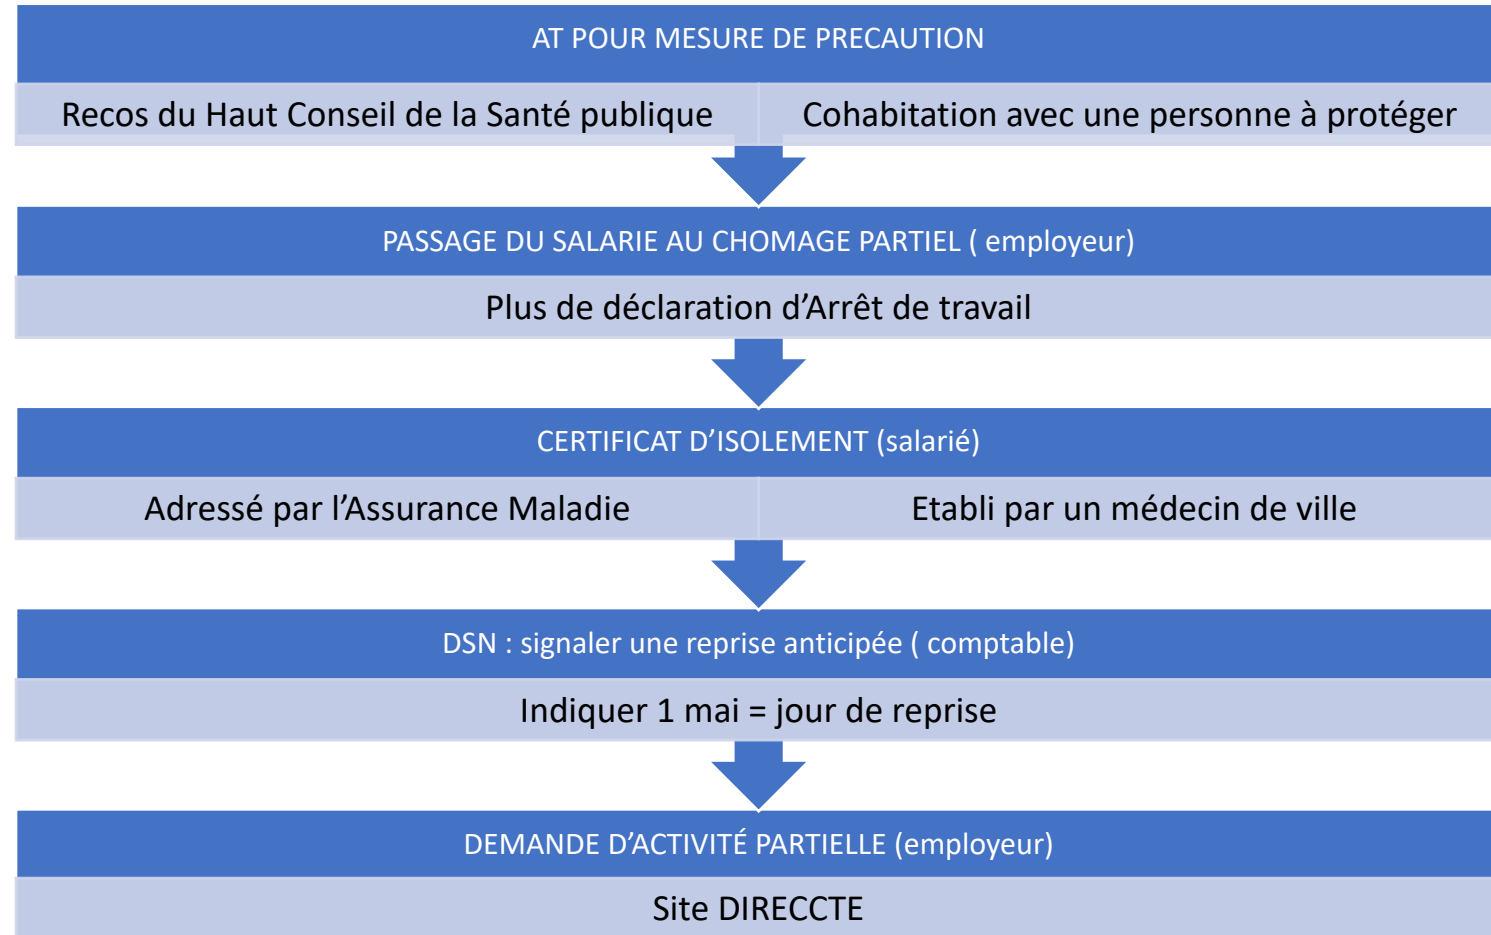 AT POUR MESURE DE PRECAUTION
Recos du Haut Conseil de la Santé publique
Cohabitation avec une personne à protéger
PASSAGE DU SALARIE AU CHOMAGE PARTIEL ( employeur)
Plus de déclaration d’Arrêt de travail
CERTIFICAT D’ISOLEMENT (salarié)
Adressé par l’Assurance Maladie
Etabli par un médecin de ville
DSN : signaler une reprise anticipée ( comptable)
Indiquer 1 mai = jour de reprise
DEMANDE D’ACTIVITÉ PARTIELLE (employeur)
Site DIRECCTE